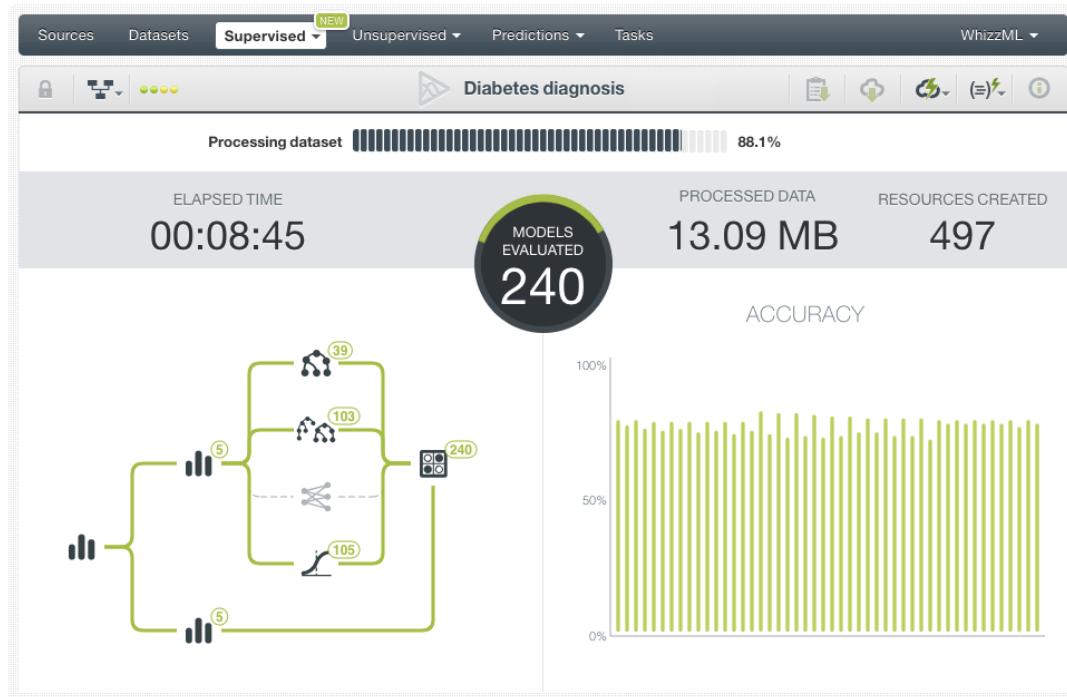 NEW
Sources Datasets Supervised Unsupervised Predictions Tasks WhizzML
Diabetes diagnosis
(=)
Processing dataset 88.1%
ELAPSED TIME
00:08:45
MODELS
EVALUATED
240
PROCESSED DATA
13.09 MB
RESOURCES CREATED
497
ACCURACY
39
103
5
240
105
5
100%
50%
0%